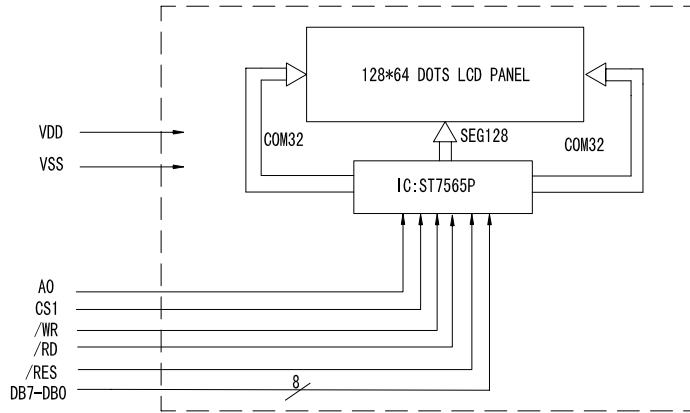 128*64 DOTS LCD PANEL
VDD
COM32
SEG128
COM32
VSS
IC:ST7565P
A0
CS1
/WR
/RD
/RES
DB7-DB0
8